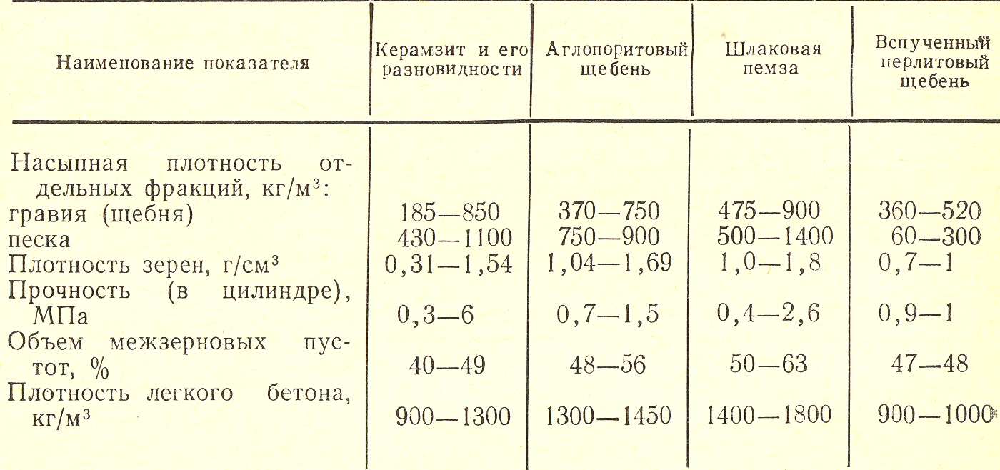 Наименование показателя
Керамзит и его
разновидности
Аглопоритовый
щебень
Шлаковая
пемза
Вспученный
перлитовый
щебень
Насыпная плотность от-
дельных фракций, кг/м³:
гравия (щебня) 185—850 370—750 475—900 360—520
песка 430—1100 750—900 500—1400 60—300
Плотность зерен, г/см³ 0,31—1,54 1,04—1,69 1,0—1,8 0,7—1
Прочность (в цилиндре),
МПа 0,3—6 0,7—1,5 0,4—2,6 0,9—1
Объем межзерновых пус-
тот, % 40—49 48—56 50—63 47—48
Плотность легкого бетона,
кг/м³ 900—1300 1300—1450 1400—1800 900—1000